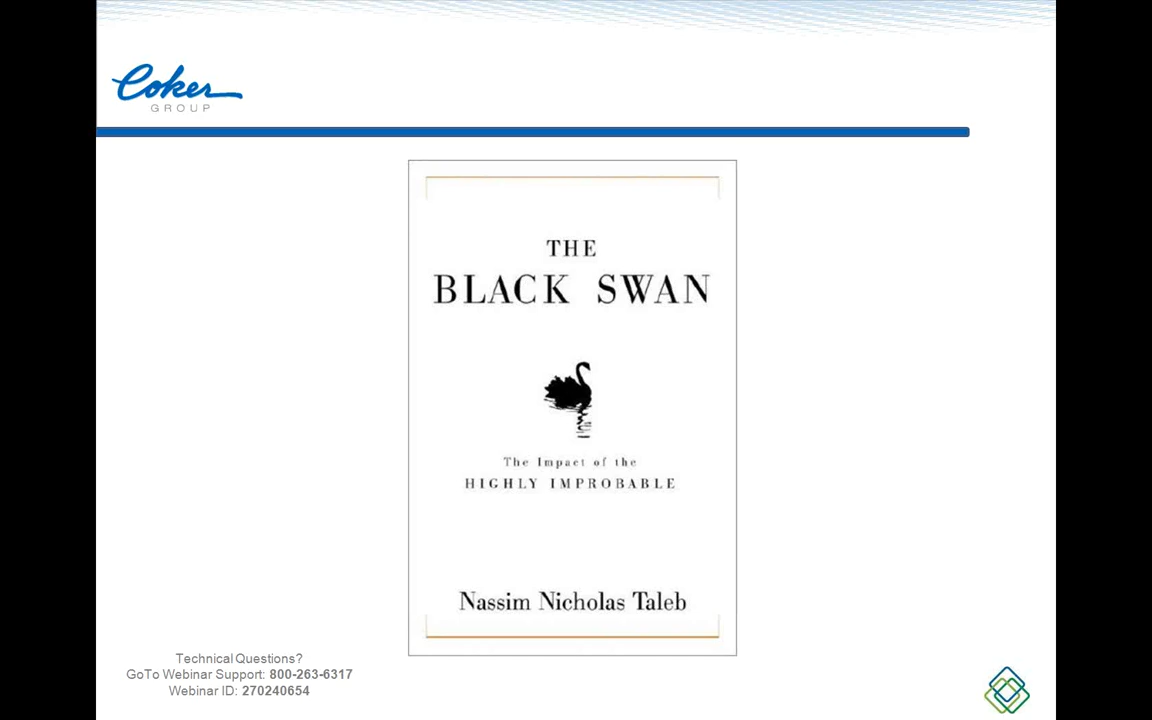 Coker
GROUP
THE
BLACK SWAN
The Impact of the
HIGHLY IMPROBABLE
Nassim Nicholas Taleb
Technical Questions?
GoTo Webinar Support: 800-263-6317
Webinar ID: 270240654